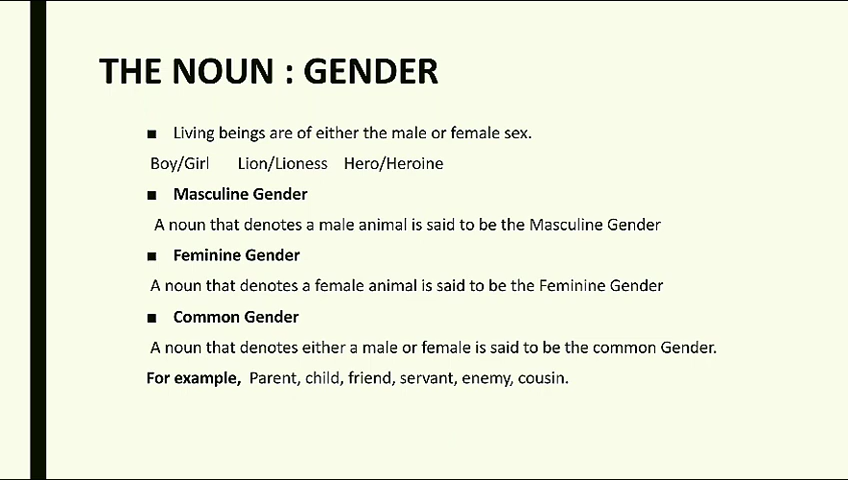 THE NOUN : GENDER
■ Living beings are of either the male or female sex.
Boy/Girl Lion/Lioness Hero/Heroine
■ Masculine Gender
A noun that denotes a male animal is said to be the Masculine Gender
■ Feminine Gender
A noun that denotes a female animal is said to be the Feminine Gender
■ Common Gender
A noun that denotes either a male or female is said to be the common Gender.
For example, Parent, child, friend, servant, enemy, cousin.